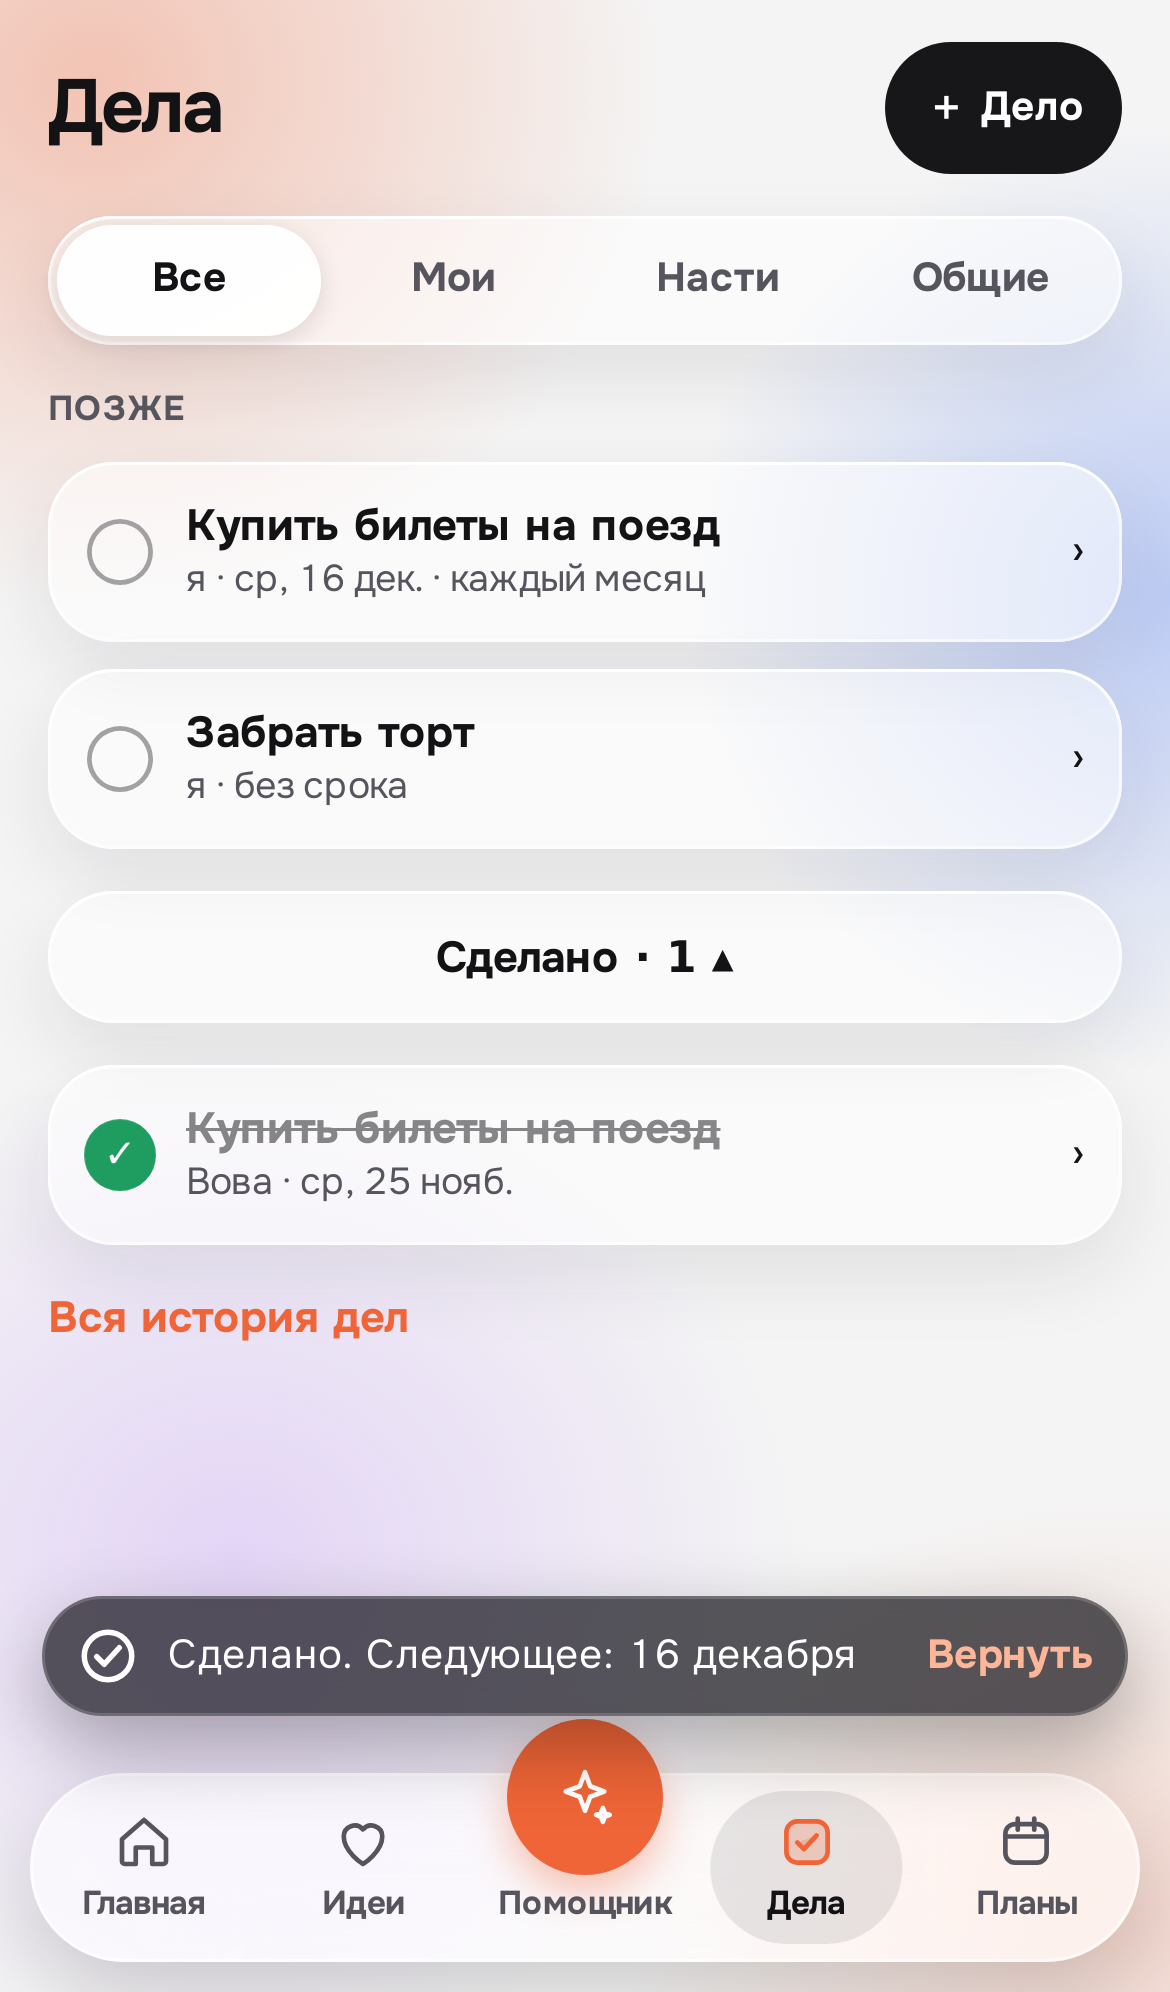 Дела
+ Дело
Все Мои Насти Общие
ПОЗЖЕ
Купить билеты на поезд
я · ср, 16 дек. · каждый месяц
›
Забрать торт
я · без срока
›
Сделано · 1 ▲
✓
Купить билеты на поезд
Вова · ср, 25 нояб.
›
Вся история дел
Сделано. Следующее: 16 декабря Вернуть
Главная Идеи Помощник Дела Планы